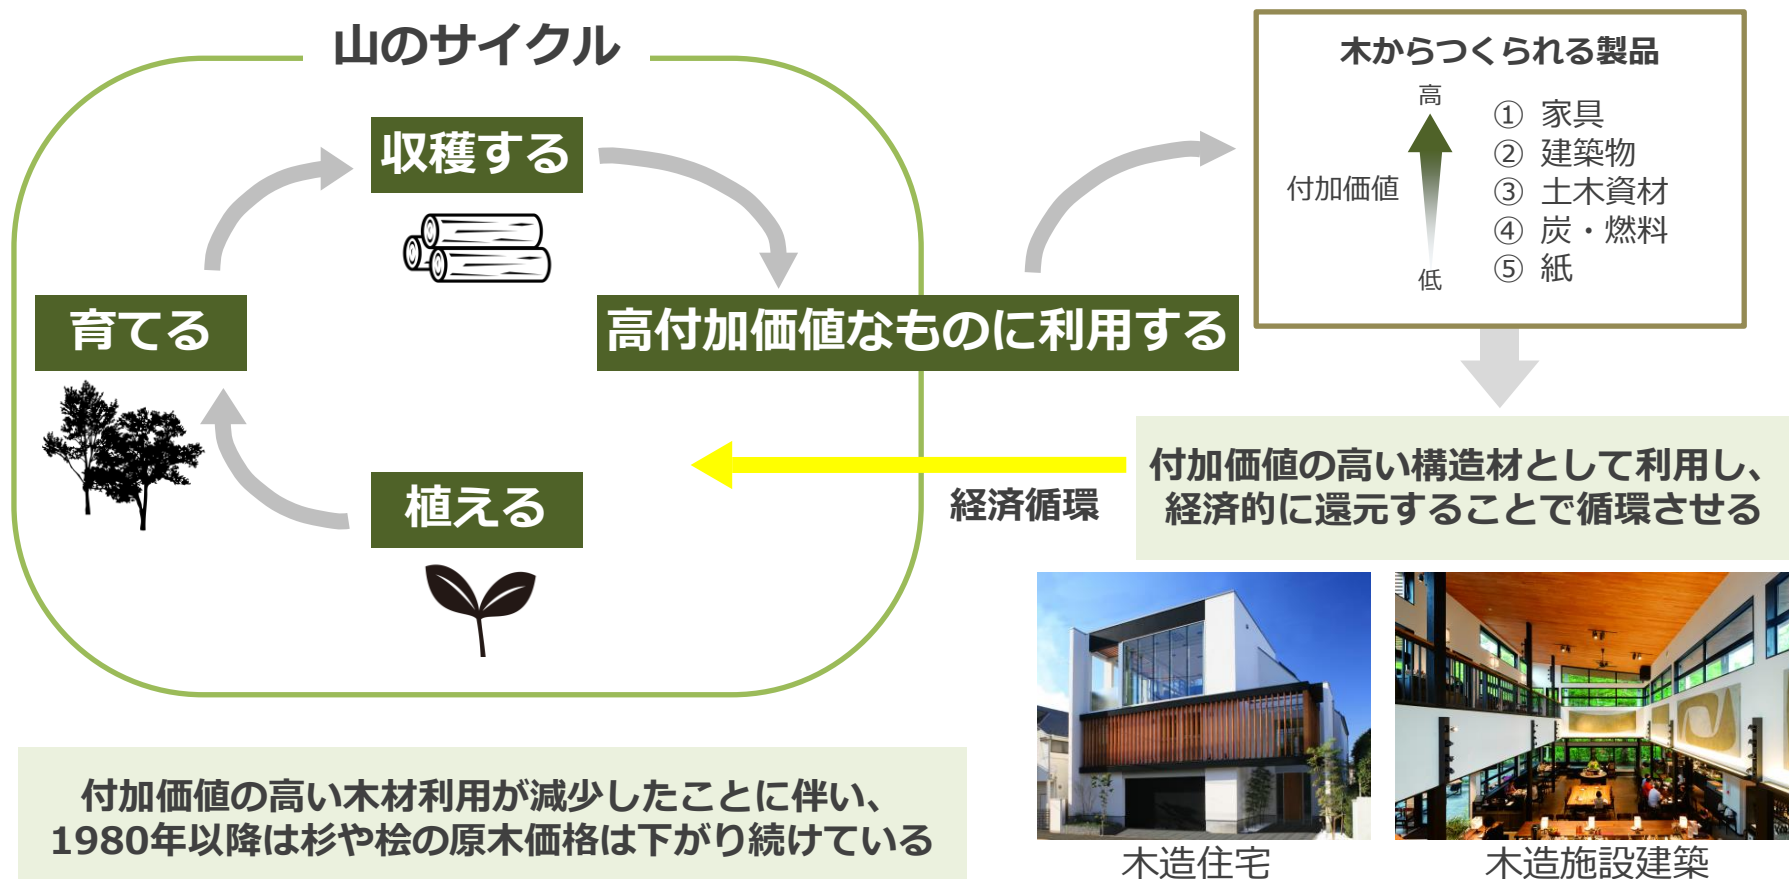 山のサイクル
収穫する
育てる
植える
高付加価値なものに利用する
木からつくられる製品
高
付加価値
低
① 家具
② 建築物
③ 土木資材
④ 炭・燃料
⑤ 紙
付加価値の高い構造材として利用し、
経済的に還元することで循環させる
経済循環
木造住宅
木造施設建築
付加価値の高い木材利用が減少したことに伴い、
1980年以降は杉や桧の原木価格は下がり続けている